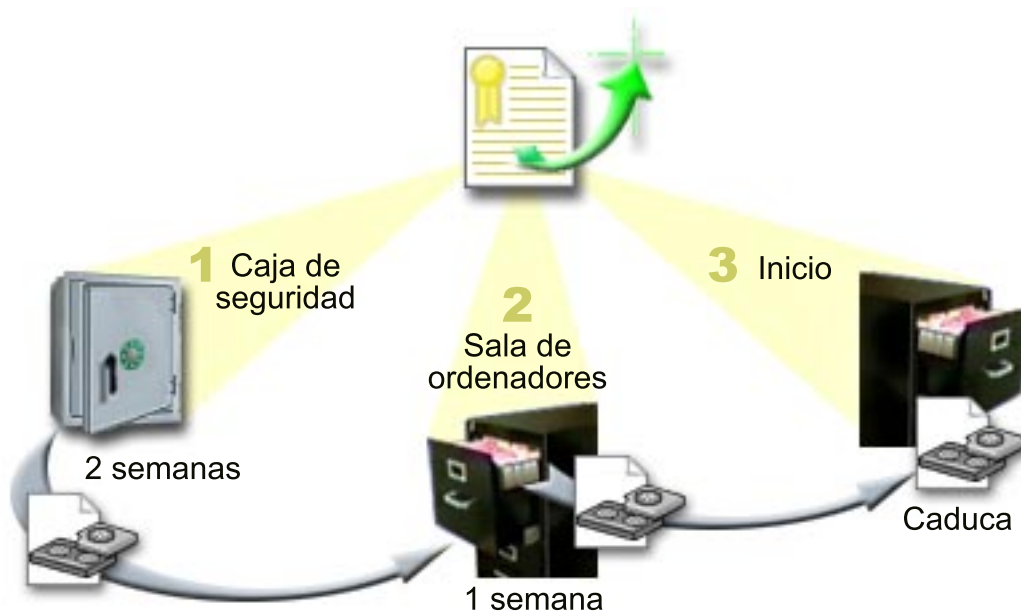 1 Caja de
seguridad
2 semanas
2
Sala de
ordenadores
1 semana
3 Inicio
Caduca